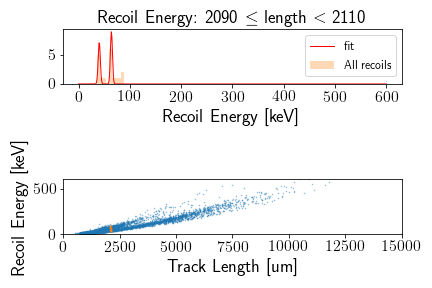 Recoil Energy: 2090 ≤ length < 2110
5
0
fit
All recoils
0 100 200 300 400 500 600
Recoil Energy [keV]
Recoil Energy [keV]
500
0
0 2500 5000 7500 10000 12500 15000
Track Length [um]